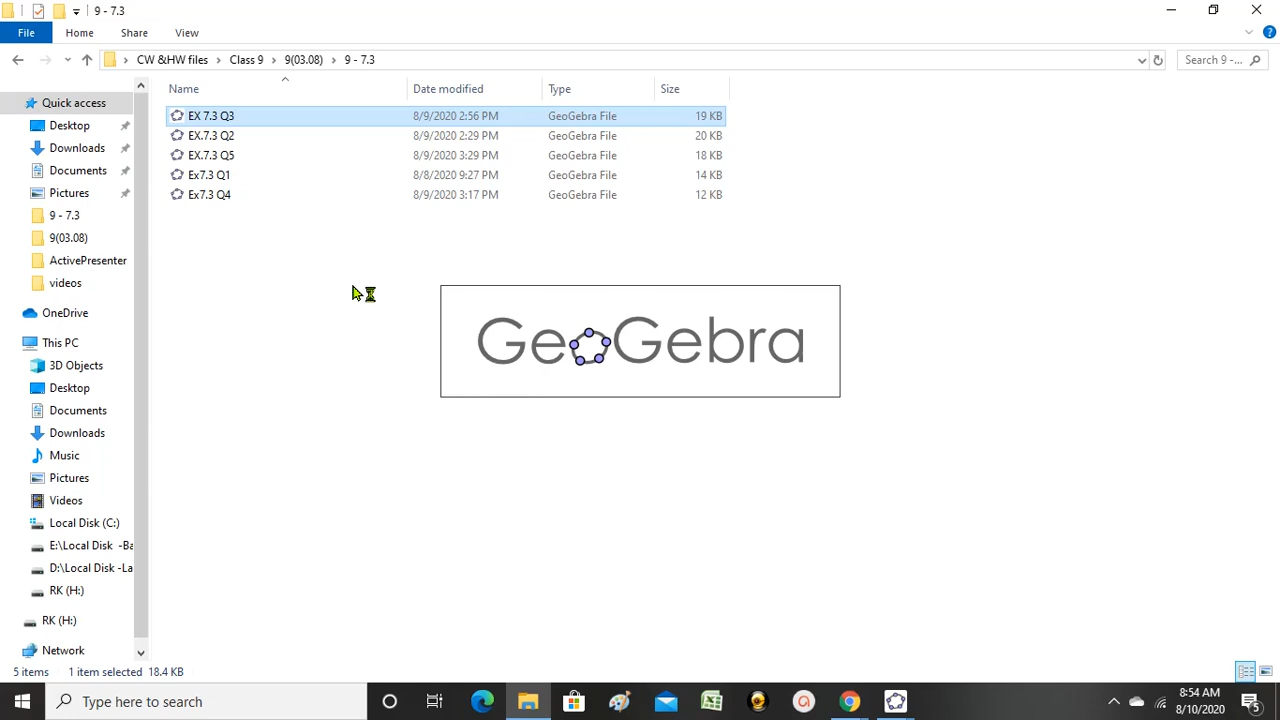 9 - 7.3
File Home Share View
CW &HW files Class 9 9(03.08) 9 - 7.3 Search 9 -...
Name Date modified Type Size
Quick access
EX 7.3 Q3 8/9/2020 2:56 PM GeoGebra File 19 KB
Desktop
EX.7.3 Q2 8/9/2020 2:29 PM GeoGebra File 20 KB
Downloads
EX.7.3 Q5 8/9/2020 3:29 PM GeoGebra File 18 KB
Documents
Ex7.3 Q1 8/8/2020 9:27 PM GeoGebra File 14 KB
Pictures
Ex7.3 Q4 8/9/2020 3:17 PM GeoGebra File 12 KB
9 - 7.3
9(03.08)
ActivePresenter
videos
OneDrive
This PC
GeoGebra
3D Objects
Desktop
Documents
Downloads
Music
Pictures
Videos
Local Disk (C:)
E:\Local Disk -Ba
D:\Local Disk -La
RK (H:)
RK (H:)
Network
5 items 1 item selected 18.4 KB
Type here to search
8:54 AM
8/10/2020
5